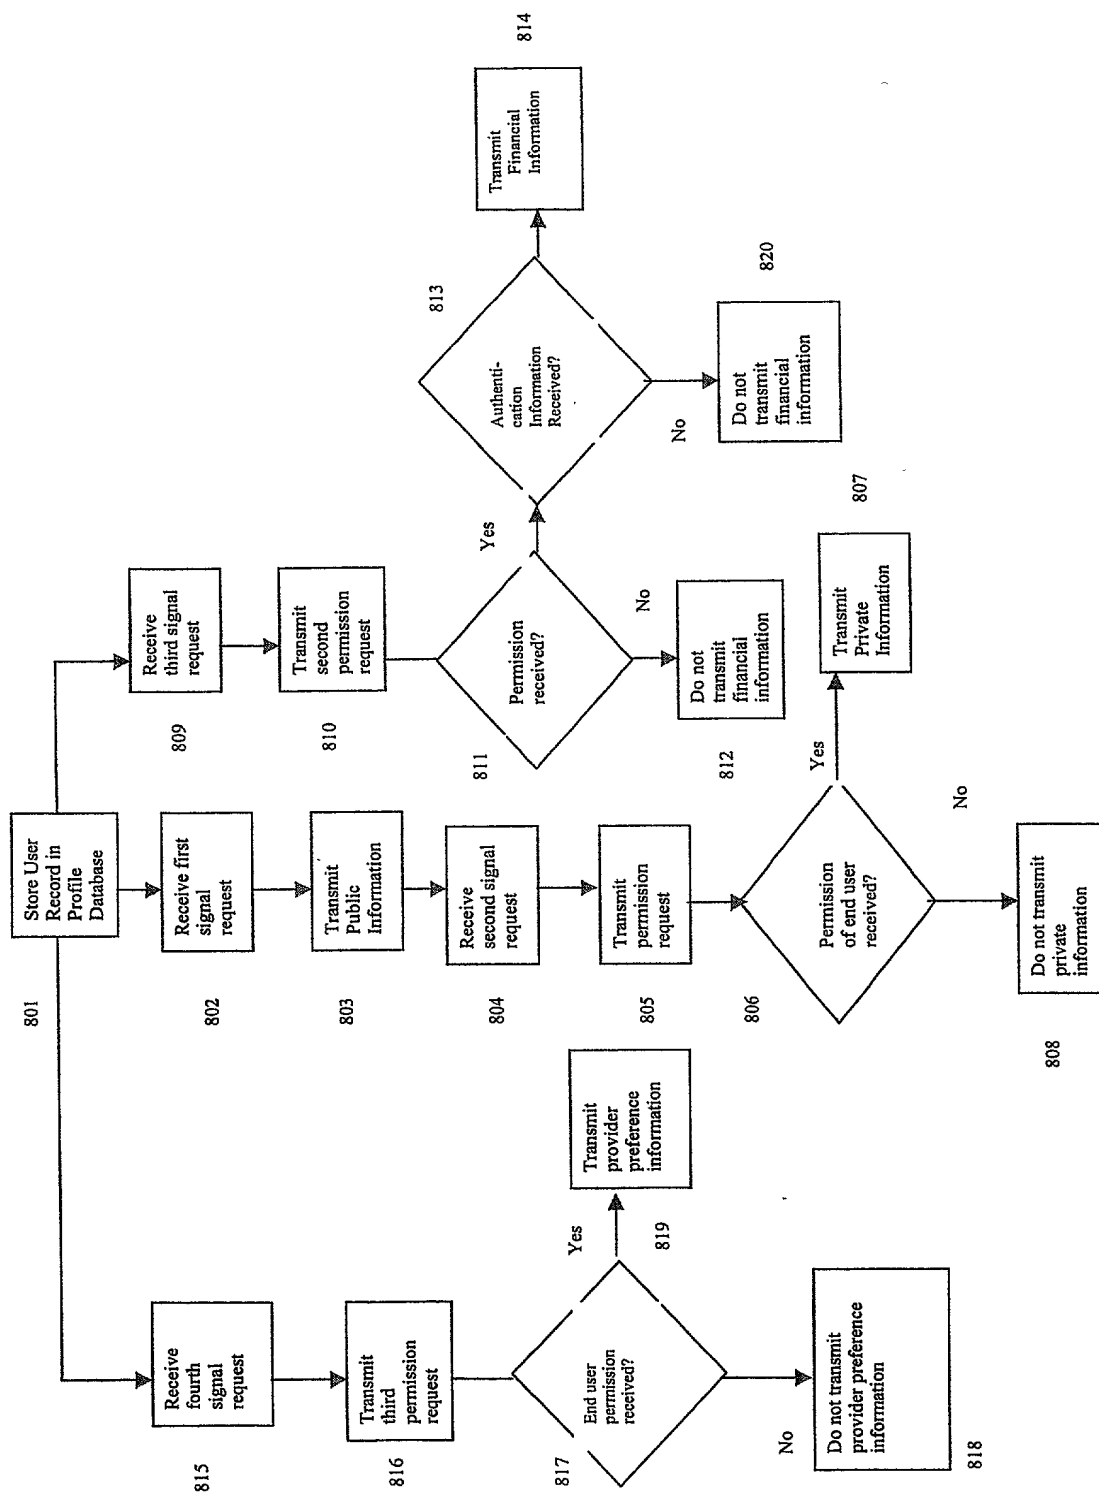 801
Store User
Record in
Profile
Database
815
Receive
fourth
signal
request
816
Transmit
third
permission
request
817
End user
permission
received?
Yes
819
Transmit
provider
preference
information
No
818
Do not transmit
provider preference
information
802
Receive first
signal
request
803
Transmit
Public
Information
804
Receive
second signal
request
805
Transmit
permission
request
806
Permission
of end user
received?
Yes
807
Transmit
Private
Information
No
808
Do not transmit
private
information
809
Receive
third signal
request
810
Transmit
second
permission
request
811
Permission
received?
No
812
Do not
transmit
financial
information
Yes
813
Authenti-
cation
Information
Received?
No
820
Do not
transmit
financial
information
814
Transmit
Financial
Information